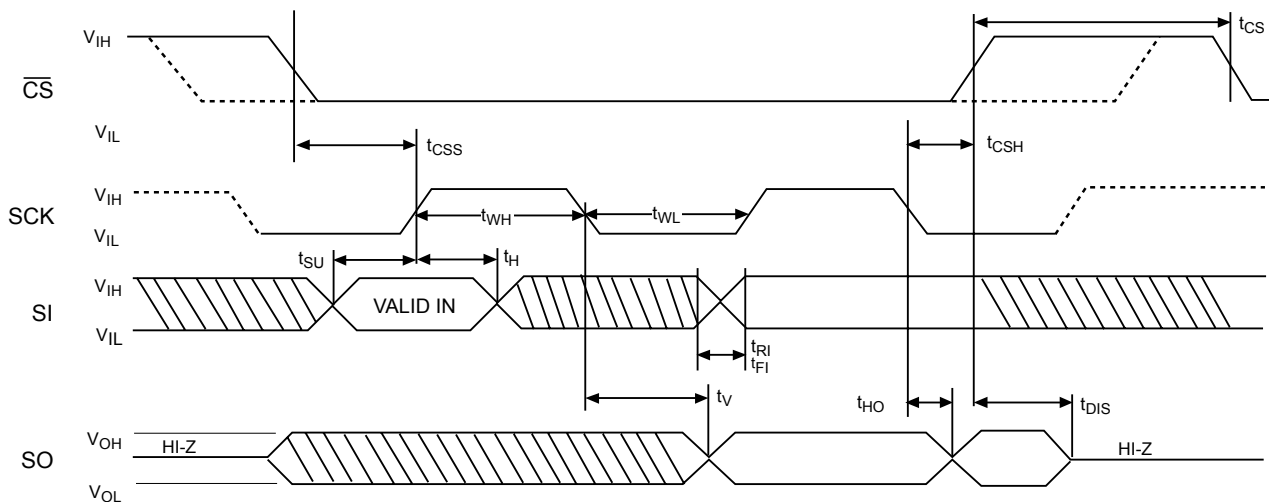 V_IH t_CS
C̅S̅
V_IL t_CSS t_CSH
V_IH
SCK t_WH t_WL
V_IL
t_SU t_H
V_IH
SI VALID IN
V_IL
t_RI
t_FI
t_V t_HO t_DIS
V_OH HI-Z HI-Z
SO
V_OL